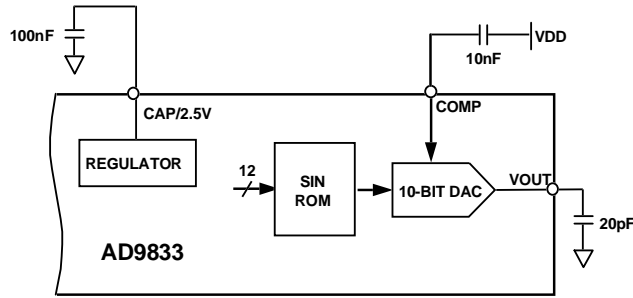 100nF
VDD
10nF
CAP/2.5V
COMP
REGULATOR
12
SIN
ROM
10-BIT DAC
VOUT
20pF
AD9833